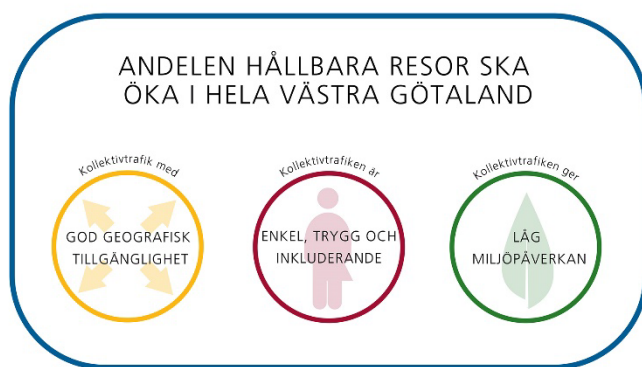 ANDELEN HÅLLBARA RESOR SKA
ÖKA I HELA VÄSTRA GÖTALAND
Kollektivtrafik med
GOD GEOGRAFISK
TILLGÄNGLIGHET
Kollektivtrafiken är
ENKEL, TRYGG OCH
INKLUDERANDE
Kollektivtrafiken ger
LÅG
MILJÖPÅVERKAN